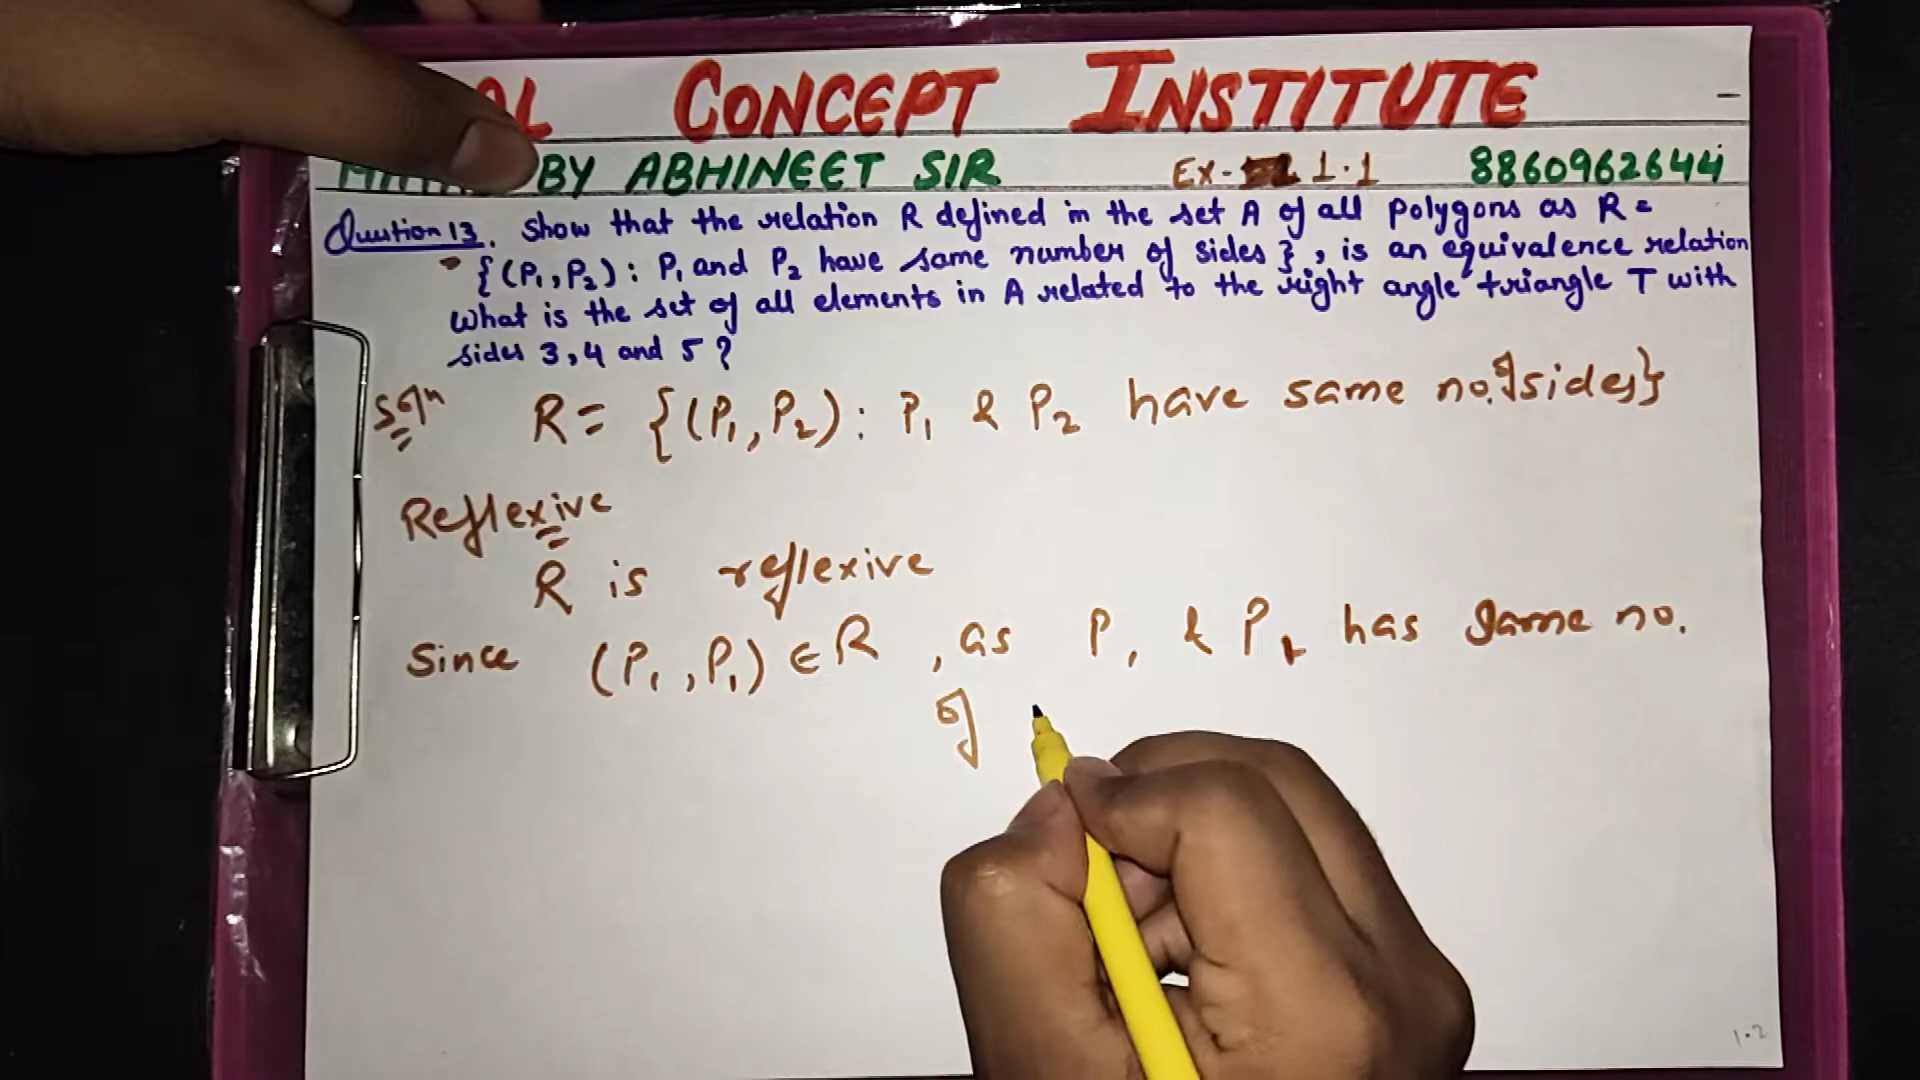 CONCEPT INSTITUTE
BY ABHINEET SIR EX- 1.1 8860962644
Question 13. Show that the relation R defined in the set A of all polygons as R =
{(P₁, P₂) : P₁ and P₂ have same number of sides}, is an equivalence relation
What is the set of all elements in A related to the right angle triangle T with
sides 3, 4 and 5 ?
Solⁿ R = {(P₁, P₂) : P₁ & P₂ have same no. of sides}
Reflexive
R is reflexive
Since (P₁, P₁) ∈ R , as P₁ & P₂ has same no.
of
1.2